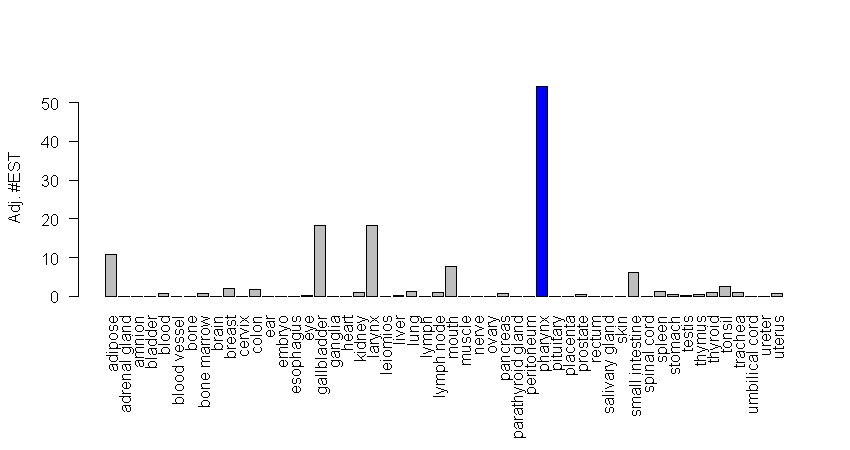 Adj. #EST
50
40
30
20
10
0
adipose
adrenal gland
amnion
bladder
blood
blood vessel
bone
bone marrow
brain
breast
cervix
colon
ear
embryo
esophagus
eye
gallbladder
ganglia
heart
kidney
larynx
leiomios
liver
lung
lymph
lymph node
mouth
muscle
nerve
ovary
pancreas
parathyroid gland
peritoneum
pharynx
pituitary
placenta
prostate
rectum
salivary gland
skin
small intestine
spinal cord
spleen
stomach
testis
thymus
thyroid
tonsil
trachea
umbilical cord
ureter
uterus